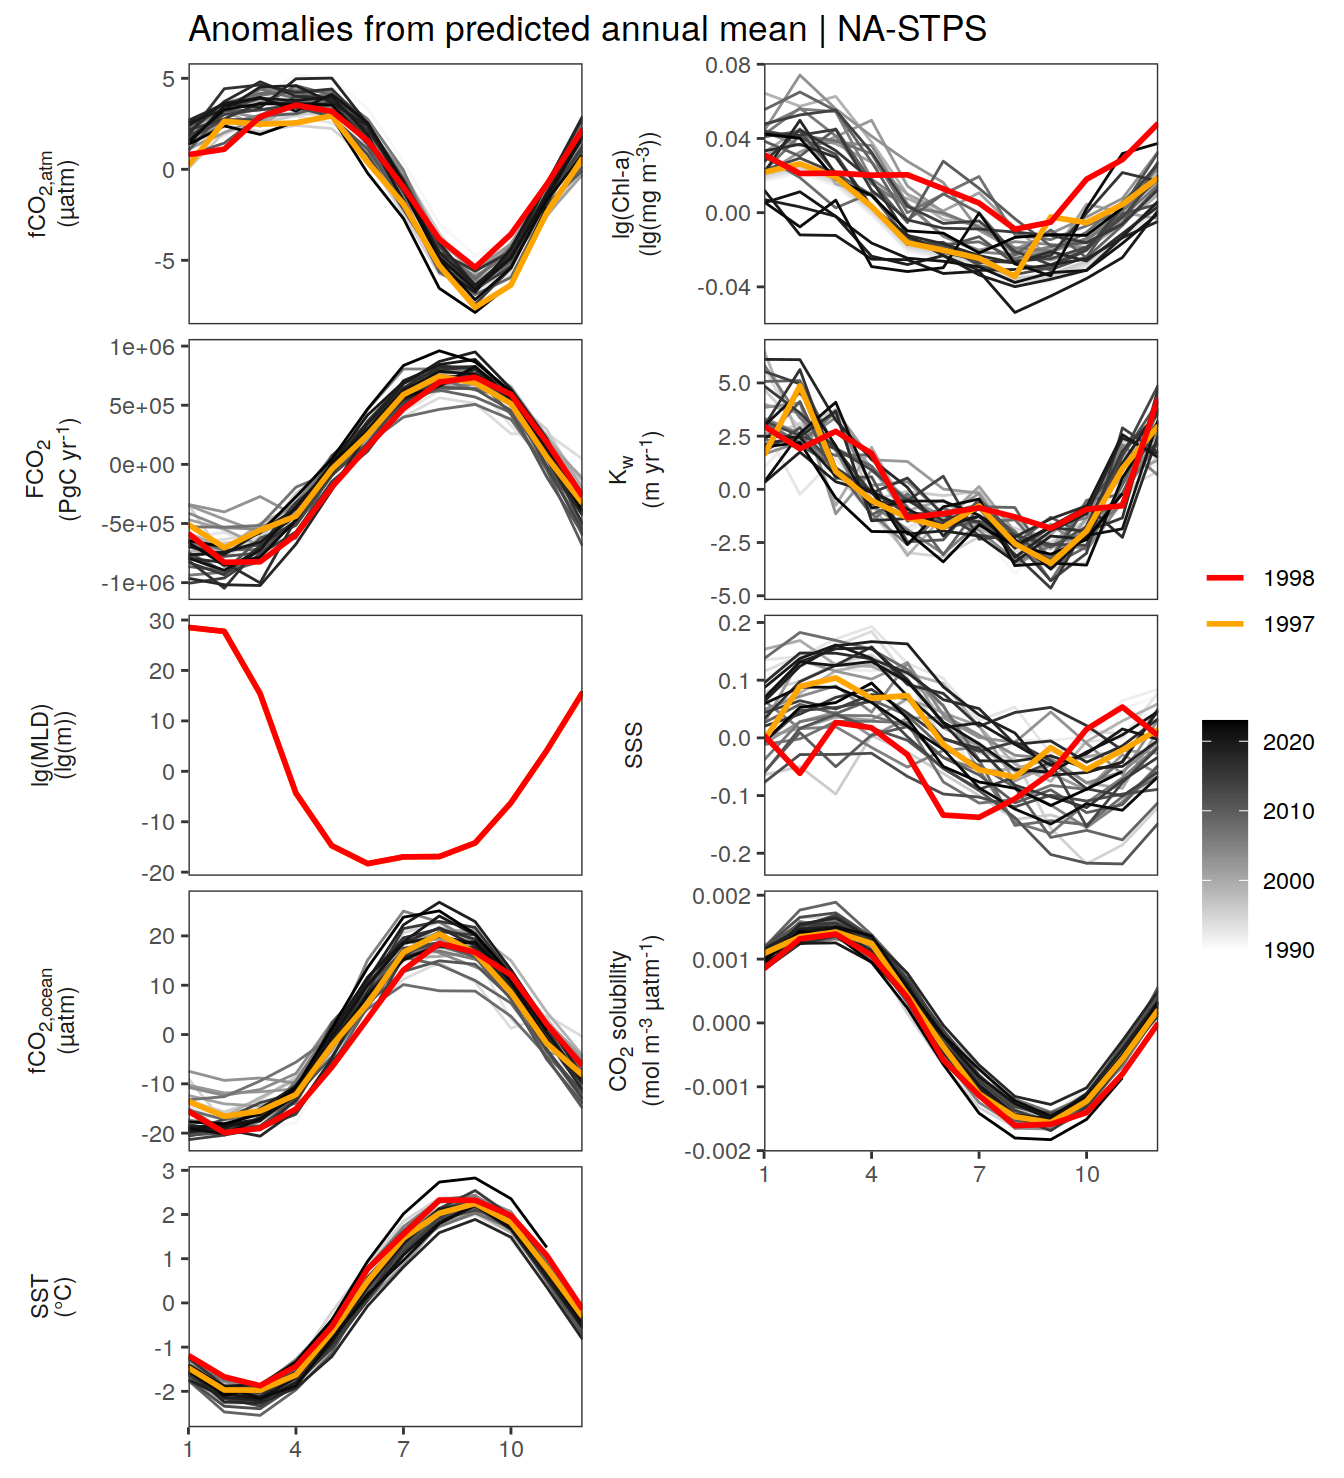 Anomalies from predicted annual mean | NA-STPS
fCO2,atm
(µatm)
5
0
-5
lg(Chl-a)
(lg(mg m-3))
0.08
0.04
0.00
-0.04
FCO2
(PgC yr-1)
1e+06
5e+05
0e+00
-5e+05
-1e+06
Kw
(m yr-1)
5.0
2.5
0.0
-2.5
-5.0
lg(MLD)
(lg(m))
30
20
10
0
-10
-20
SSS
0.2
0.1
0.0
-0.1
-0.2
fCO2,ocean
(µatm)
20
10
0
-10
-20
CO2 solubility
(mol m-3 µatm-1)
0.002
0.001
0.000
-0.001
-0.002
1 4 7 10
SST
(°C)
3
2
1
0
-1
-2
1 4 7 10
1998
1997
2020
2010
2000
1990